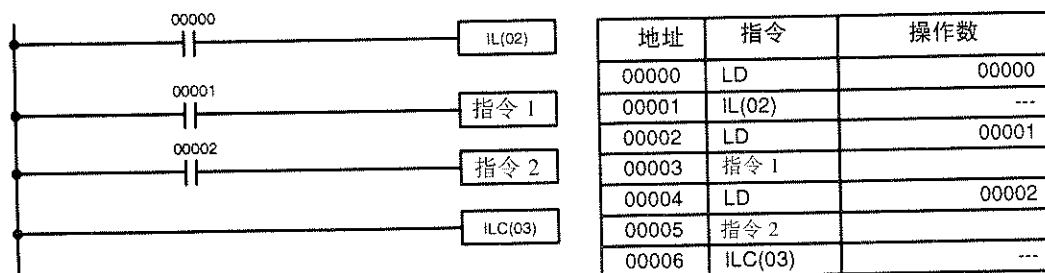 00000
IL(02)
00001
指令 1
00002
指令 2
ILC(03)
地址 指令 操作数
00000 LD 00000
00001 IL(02) ---
00002 LD 00001
00003 指令 1
00004 LD 00002
00005 指令 2
00006 ILC(03) ---